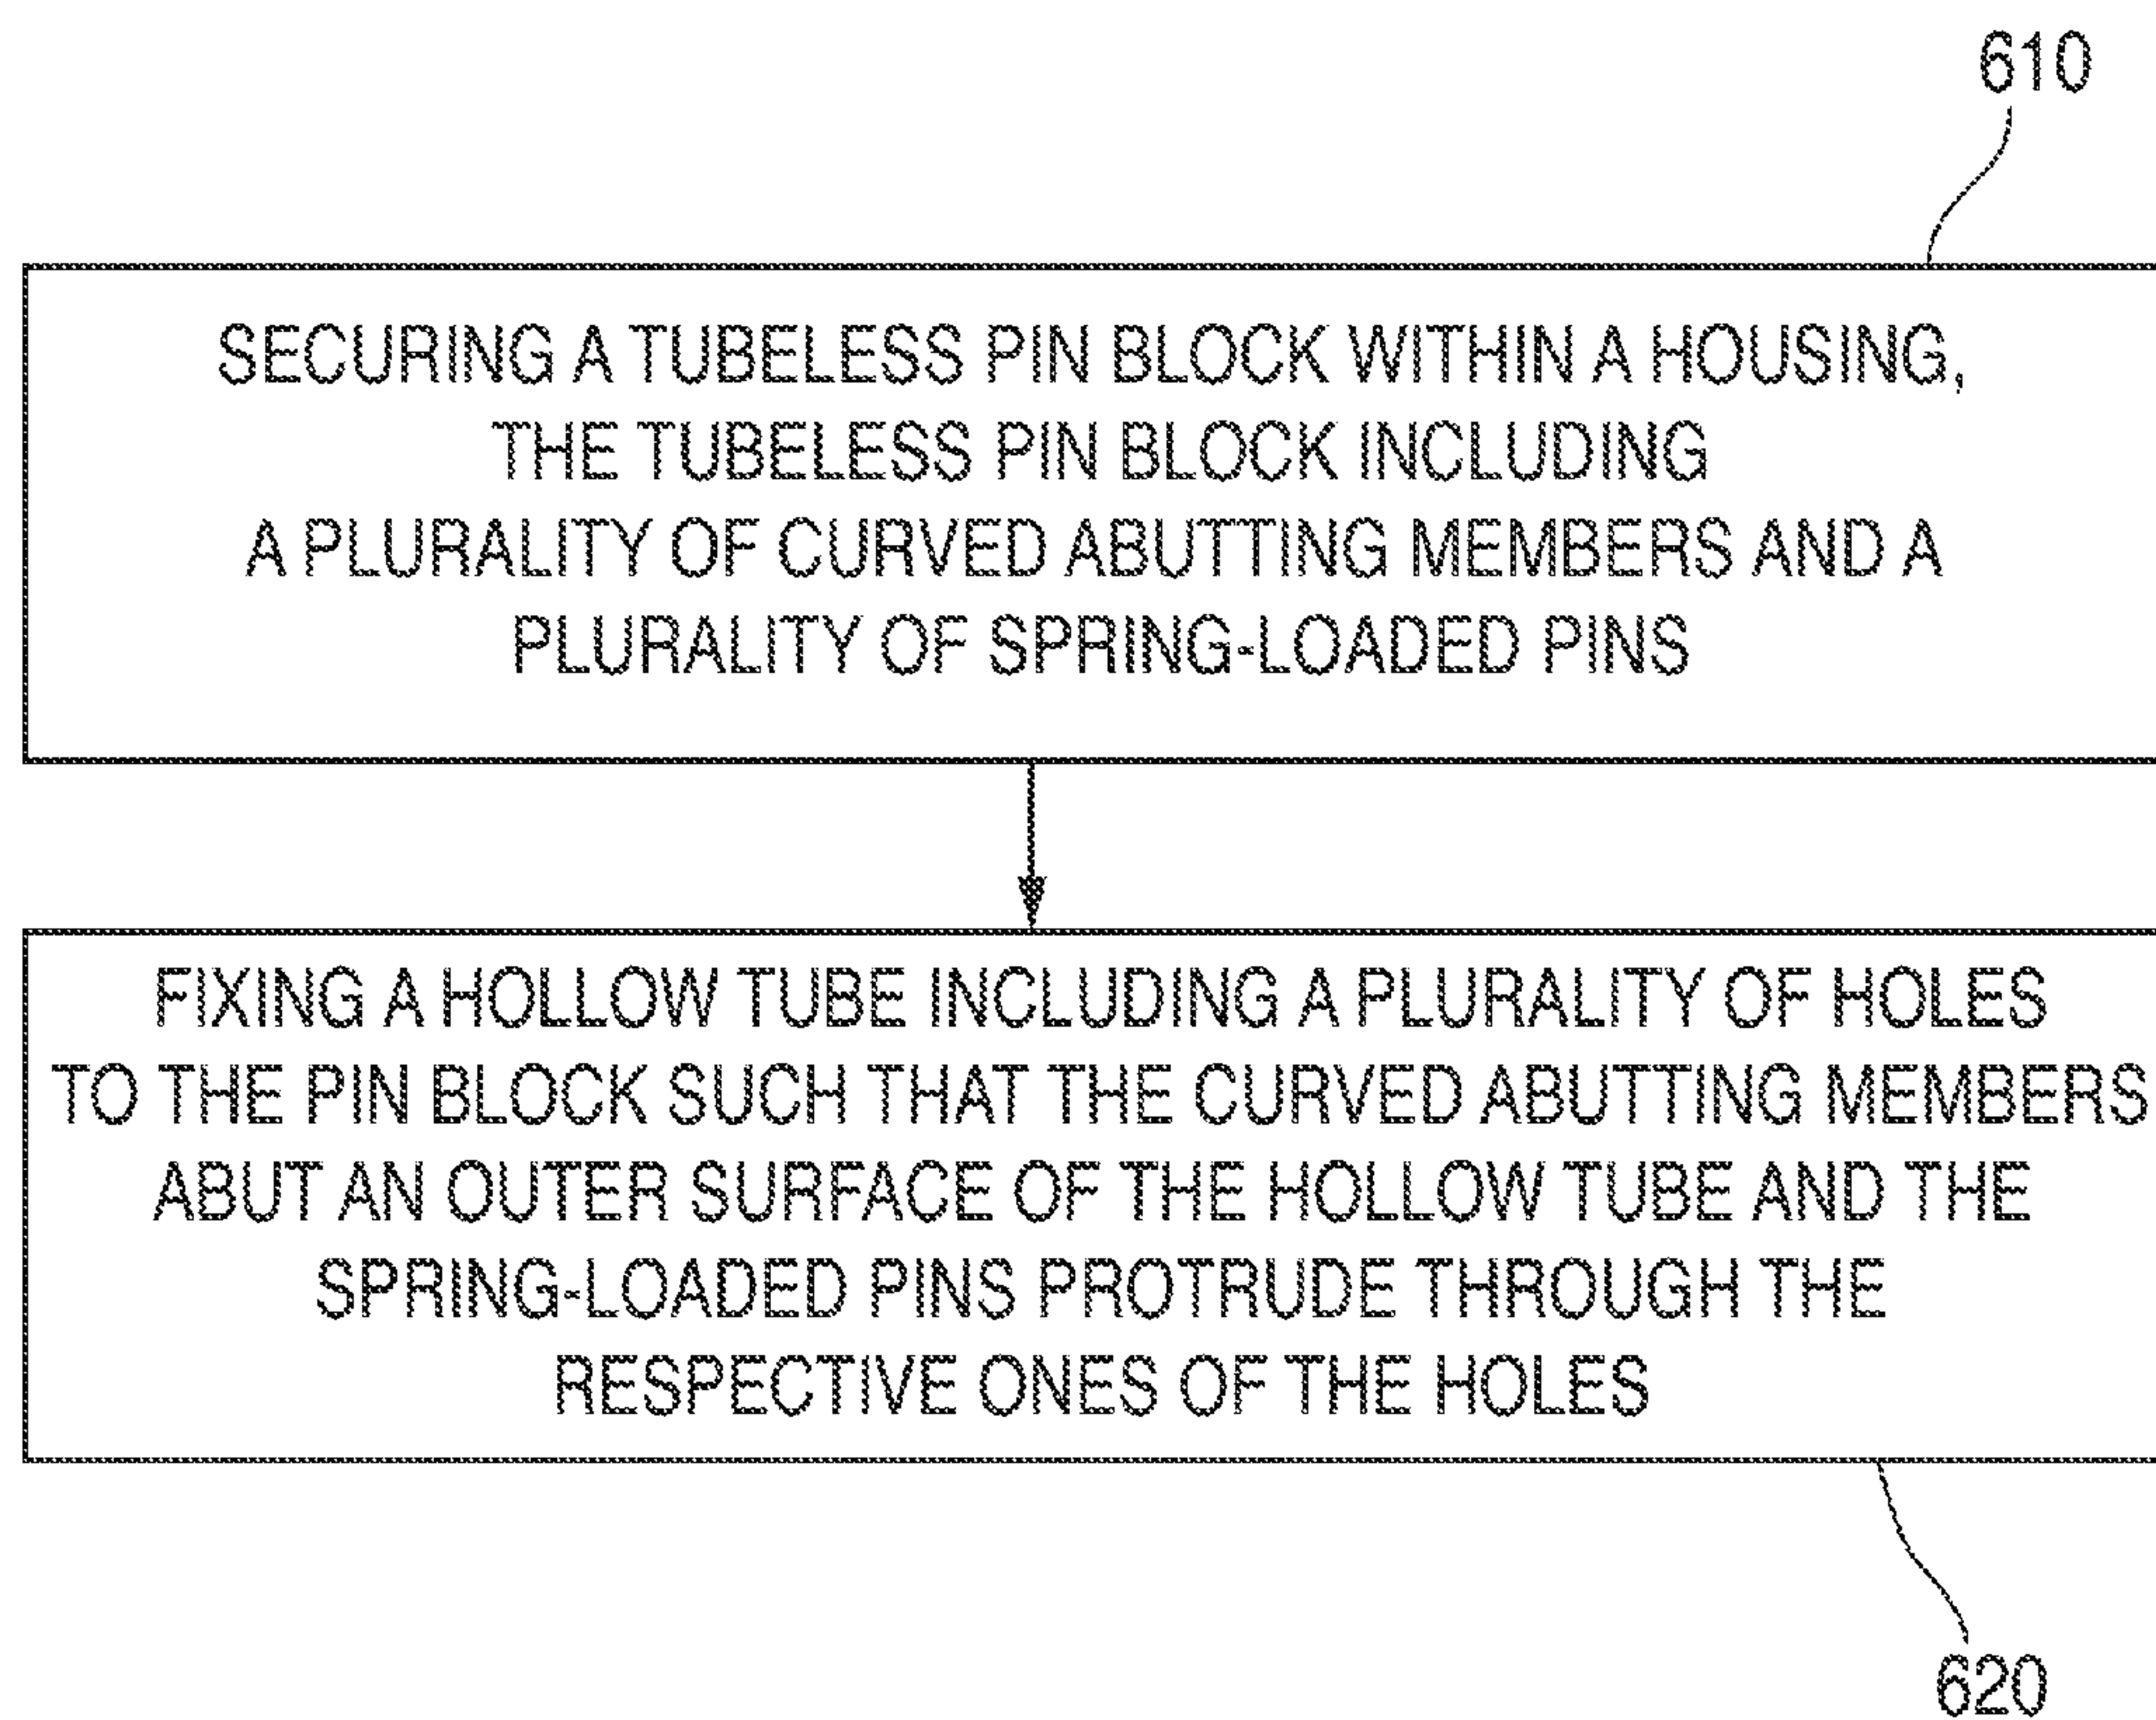 610
SECURING A TUBELESS PIN BLOCK WITHIN A HOUSING,
THE TUBELESS PIN BLOCK INCLUDING
A PLURALITY OF CURVED ABUTTING MEMBERS AND A
PLURALITY OF SPRING-LOADED PINS
FIXING A HOLLOW TUBE INCLUDING A PLURALITY OF HOLES
TO THE PIN BLOCK SUCH THAT THE CURVED ABUTTING MEMBERS
ABUT AN OUTER SURFACE OF THE HOLLOW TUBE AND THE
SPRING-LOADED PINS PROTRUDE THROUGH THE
RESPECTIVE ONES OF THE HOLES
620